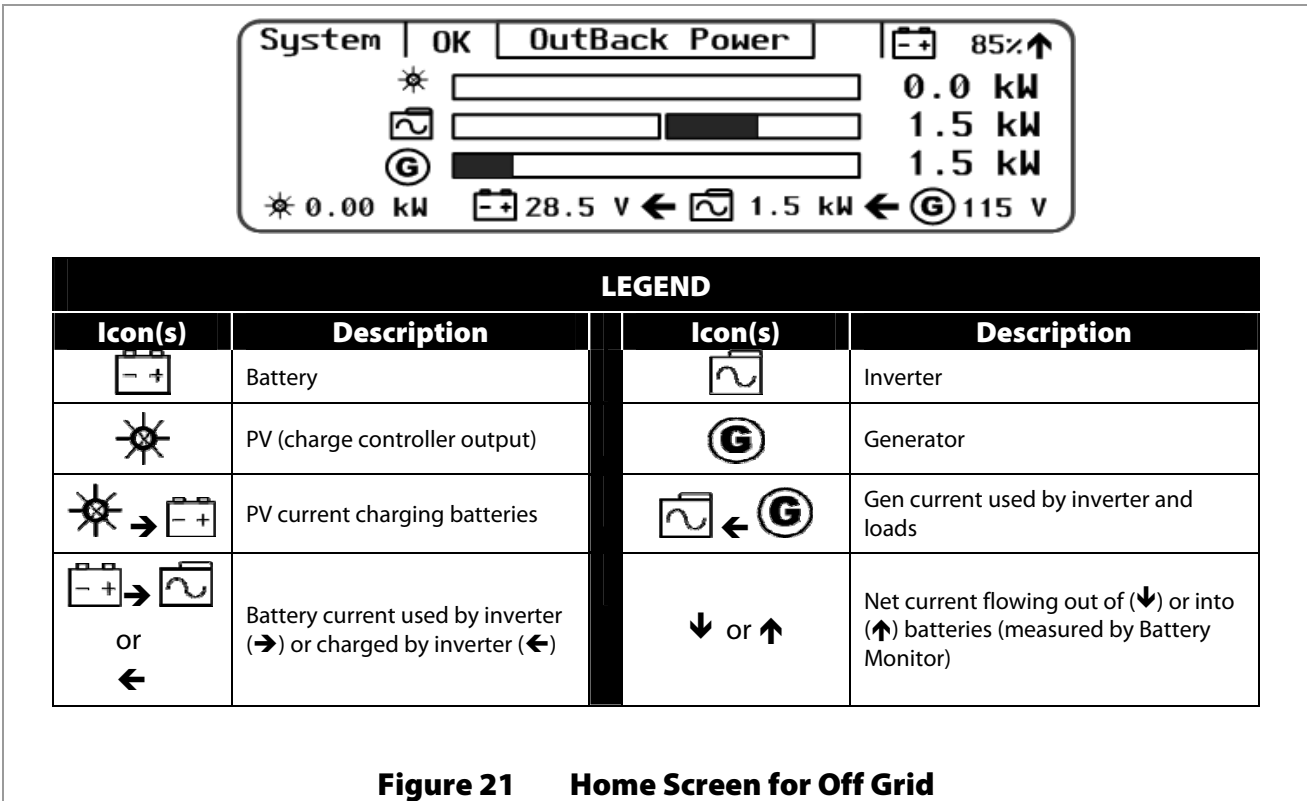 System | OK | OutBack Power | - + 85%↑
0.0 kW
1.5 kW
G 1.5 kW
0.00 kW - + 28.5 V ← 1.5 kW ← G 115 V
LEGEND
Icon(s) Description Icon(s) Description
- + Battery Inverter
PV (charge controller output) G Generator
→ - + PV current charging batteries ← G Gen current used by inverter and
loads
- + → or ← Battery current used by inverter
(→) or charged by inverter (←)
↓ or ↑ Net current flowing out of (↓) or into
(↑) batteries (measured by Battery
Monitor)
Figure 21 Home Screen for Off Grid